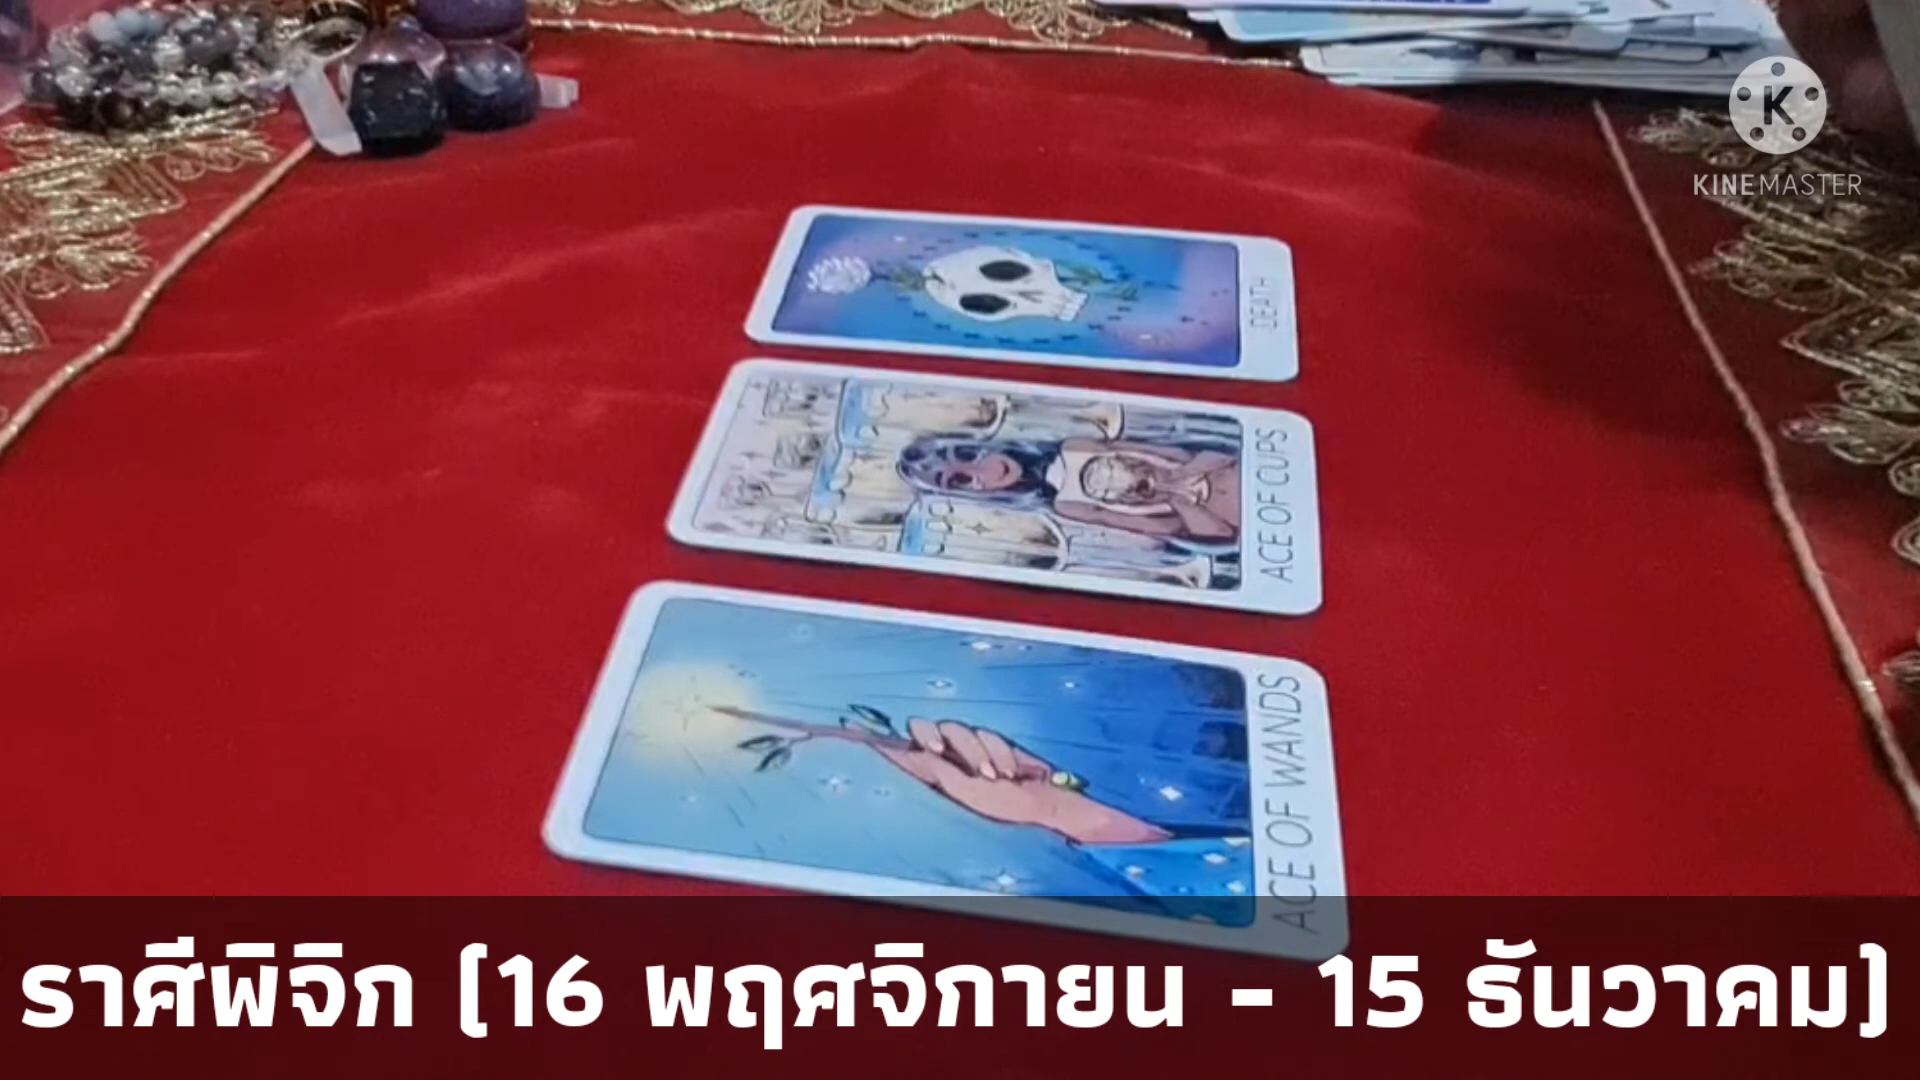 KINEMASTER
DEATH
ACE OF CUPS
ACE OF WANDS
ราศีพิจิก (16 พฤศจิกายน - 15 ธันวาคม)